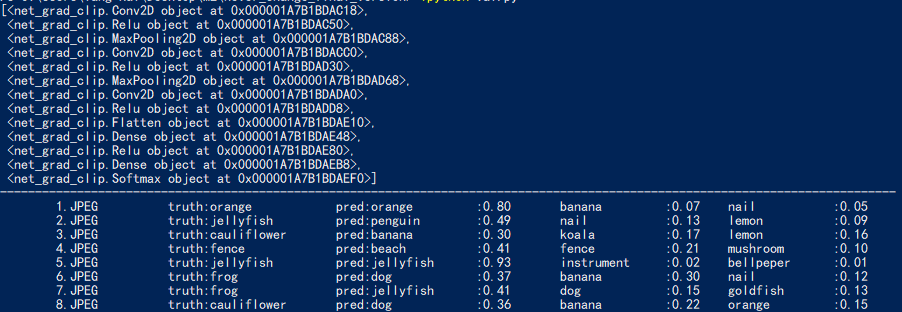 [<net_grad_clip.Conv2D object at 0x000001A7B1BDAC18>,
<net_grad_clip.Relu object at 0x000001A7B1BDAC50>,
<net_grad_clip.MaxPooling2D object at 0x000001A7B1BDAC88>,
<net_grad_clip.Conv2D object at 0x000001A7B1BDACC0>,
<net_grad_clip.Relu object at 0x000001A7B1BDAD30>,
<net_grad_clip.MaxPooling2D object at 0x000001A7B1BDAD68>,
<net_grad_clip.Conv2D object at 0x000001A7B1BDADA0>,
<net_grad_clip.Relu object at 0x000001A7B1BDADD8>,
<net_grad_clip.Flatten object at 0x000001A7B1BDAE10>,
<net_grad_clip.Dense object at 0x000001A7B1BDAE48>,
<net_grad_clip.Relu object at 0x000001A7B1BDAE80>,
<net_grad_clip.Dense object at 0x000001A7B1BDAEB8>,
<net_grad_clip.Softmax object at 0x000001A7B1BDAEF0>]
1.JPEG truth:orange pred:orange :0.80 banana :0.07 nail :0.05
2.JPEG truth:jellyfish pred:penguin :0.49 nail :0.13 lemon :0.09
3.JPEG truth:cauliflower pred:banana :0.30 koala :0.17 lemon :0.16
4.JPEG truth:fence pred:beach :0.41 fence :0.21 mushroom :0.10
5.JPEG truth:jellyfish pred:jellyfish :0.93 instrument :0.02 bellpeper :0.01
6.JPEG truth:frog pred:dog :0.37 banana :0.30 nail :0.12
7.JPEG truth:frog pred:jellyfish :0.41 dog :0.15 goldfish :0.13
8.JPEG truth:cauliflower pred:dog :0.36 banana :0.22 orange :0.15